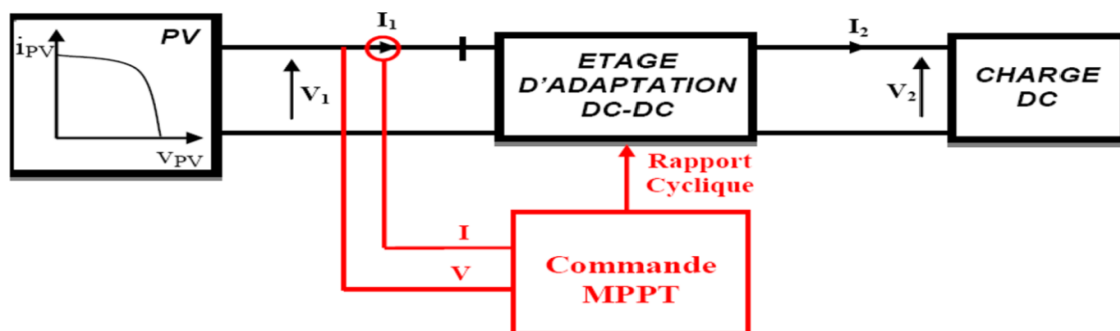 PV
iPV
vPV
V1
I1
ETAGE
D'ADAPTATION
DC-DC
I2
V2
CHARGE
DC
Rapport
Cyclique
I
V
Commande
MPPT